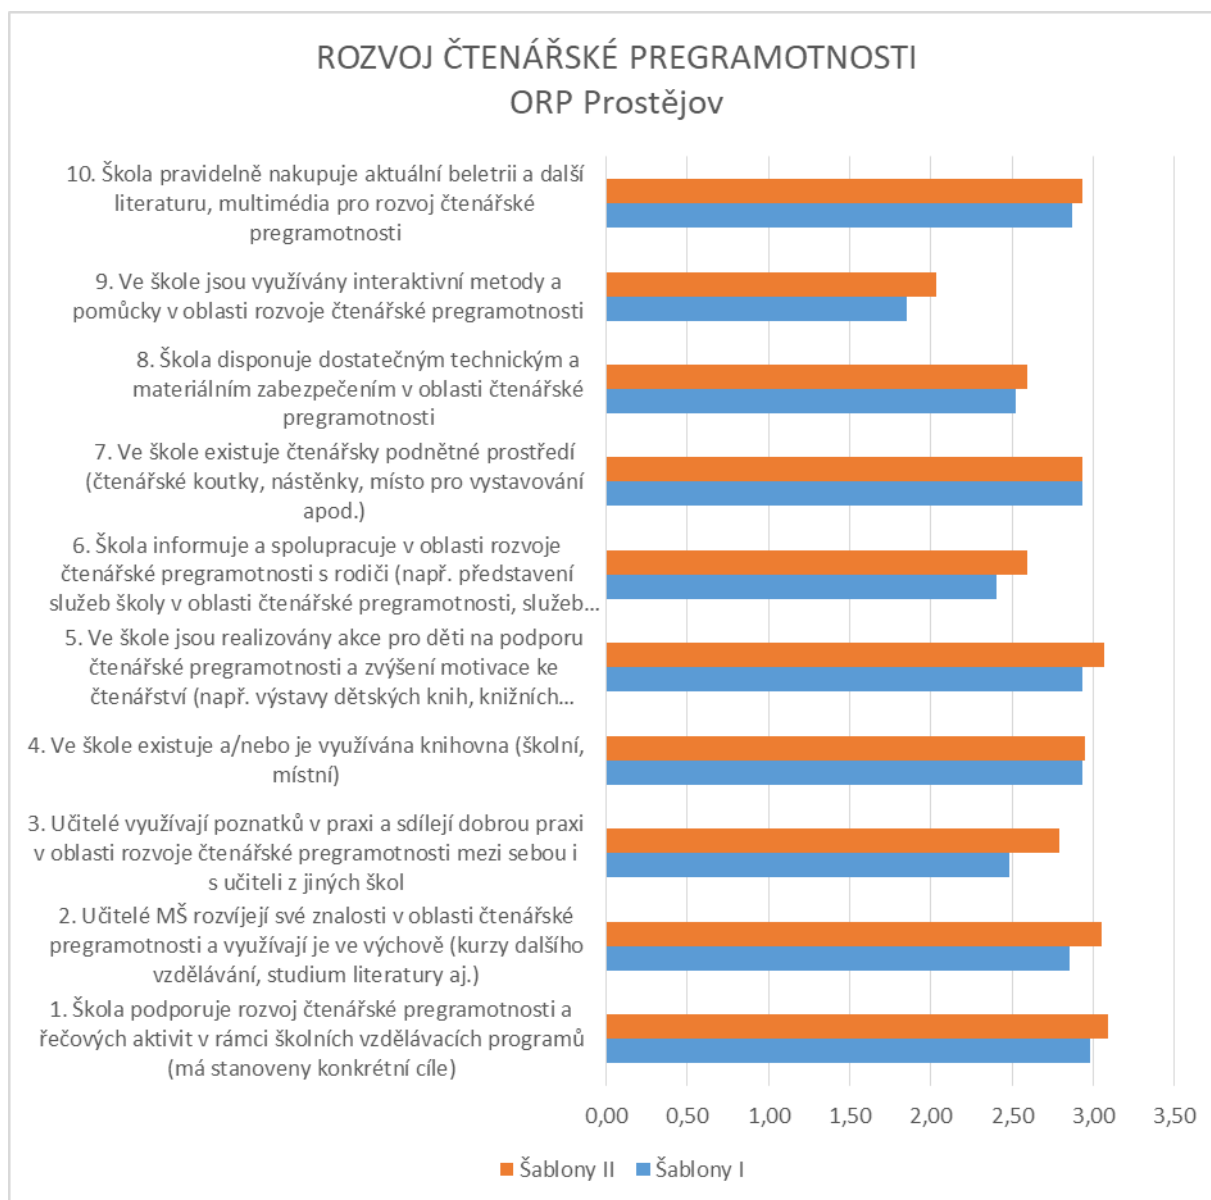 ROZVOJ ČTENÁŘSKÉ PREGRAMOTNOSTI
ORP Prostějov
10. Škola pravidelně nakupuje aktuální beletrii a další
literaturu, multimédia pro rozvoj čtenářské
pregramotnosti
9. Ve škole jsou využívány interaktivní metody a
pomůcky v oblasti rozvoje čtenářské pregramotnosti
8. Škola disponuje dostatečným technickým a
materiálním zabezpečením v oblasti čtenářské
pregramotnosti
7. Ve škole existuje čtenářsky podnětné prostředí
(čtenářské koutky, nástěnky, místo pro vystavování
apod.)
6. Škola informuje a spolupracuje v oblasti rozvoje
čtenářské pregramotnosti s rodiči (např. představení
služeb školy v oblasti čtenářské pregramotnosti, služeb...
5. Ve škole jsou realizovány akce pro děti na podporu
čtenářské pregramotnosti a zvýšení motivace ke
čtenářství (např. výstavy dětských knih, knižních...
4. Ve škole existuje a/nebo je využívána knihovna (školní,
místní)
3. Učitelé využívají poznatků v praxi a sdílejí dobrou praxi
v oblasti rozvoje čtenářské pregramotnosti mezi sebou i
s učiteli z jiných škol
2. Učitelé MŠ rozvíjejí své znalosti v oblasti čtenářské
pregramotnosti a využívají je ve výchově (kurzy dalšího
vzdělávání, studium literatury aj.)
1. Škola podporuje rozvoj čtenářské pregramotnosti a
řečových aktivit v rámci školních vzdělávacích programů
(má stanoveny konkrétní cíle)
0,00 0,50 1,00 1,50 2,00 2,50 3,00 3,50
Šablony II Šablony I